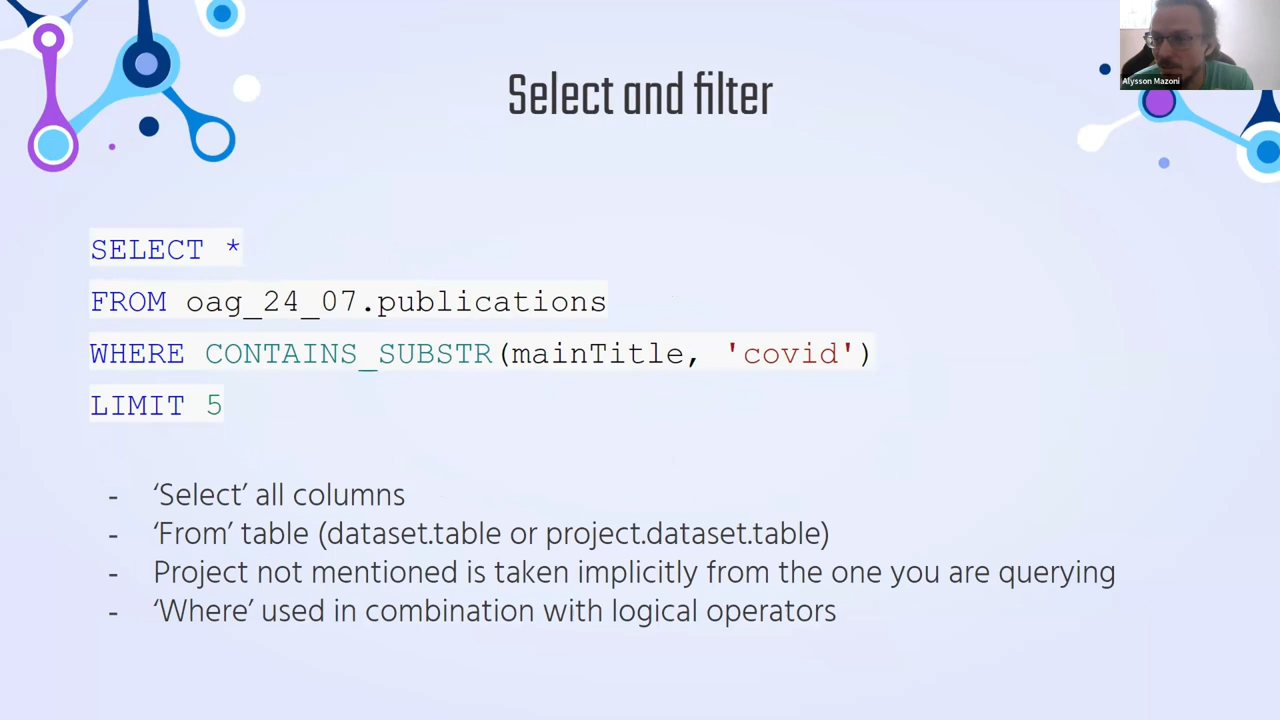 Alysson Mazoni
Select and filter
SELECT *
FROM oag_24_07.publications
WHERE CONTAINS_SUBSTR(mainTitle, 'covid')
LIMIT 5
- ‘Select’ all columns
- ‘From’ table (dataset.table or project.dataset.table)
- Project not mentioned is taken implicitly from the one you are querying
- ‘Where’ used in combination with logical operators